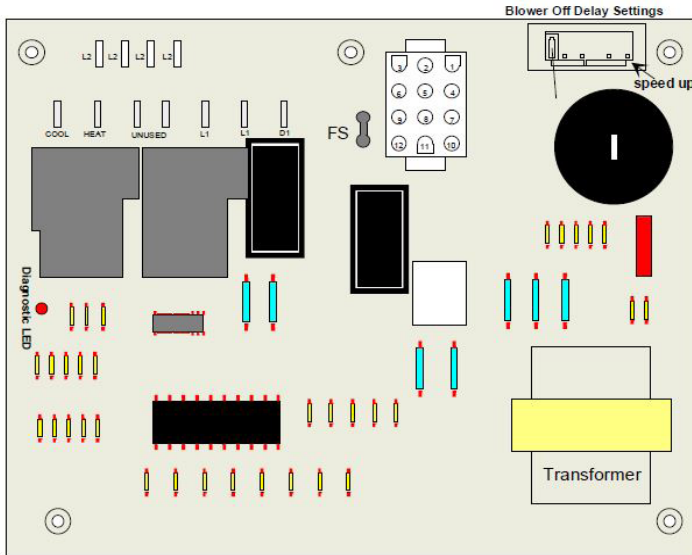 Blower Off Delay Settings
speed up
L2 L2 L2 L2
3 2 1
6 5 4
9 8 7
12 11 10
COOL HEAT UNUSED L1 L1 D1
FS
Diagnostic LED
Transformer